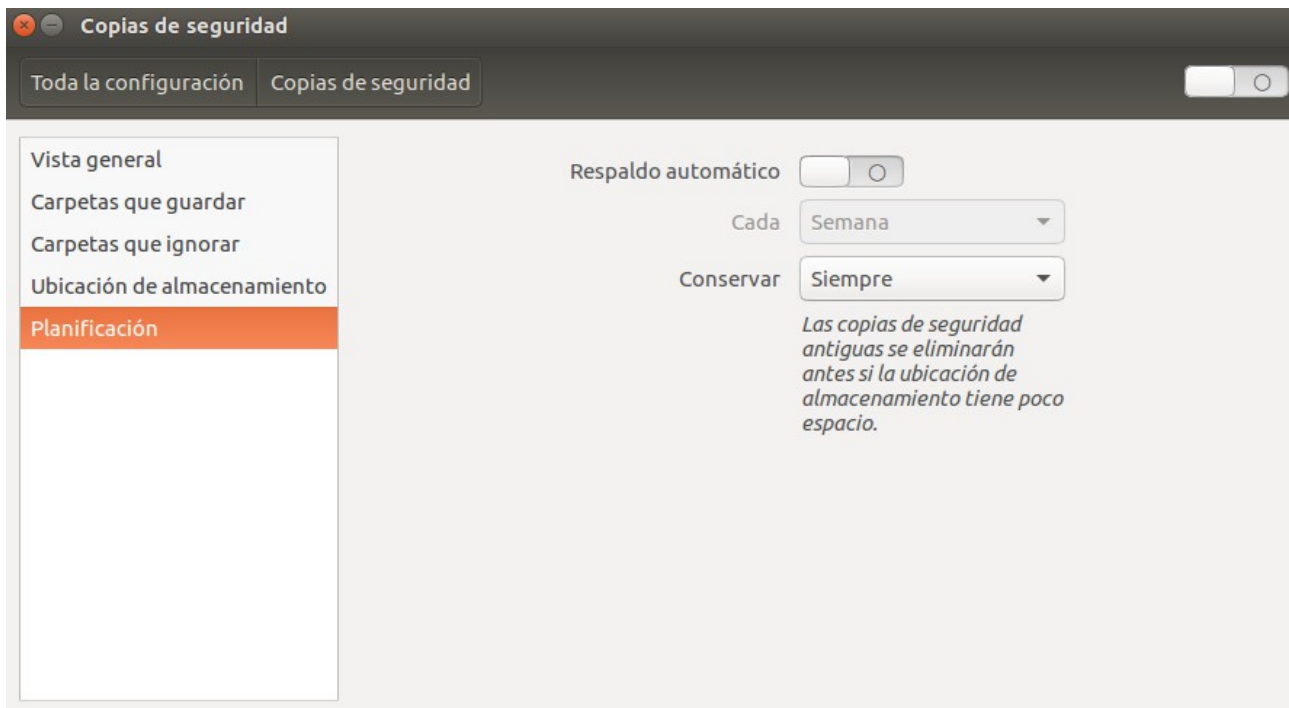 Copias de seguridad
Toda la configuración Copias de seguridad
Vista general
Carpetas que guardar
Carpetas que ignorar
Ubicación de almacenamiento
Planificación
Respaldo automático
Cada Semana
Conservar Siempre
Las copias de seguridad
antiguas se eliminarán
antes si la ubicación de
almacenamiento tiene poco
espacio.